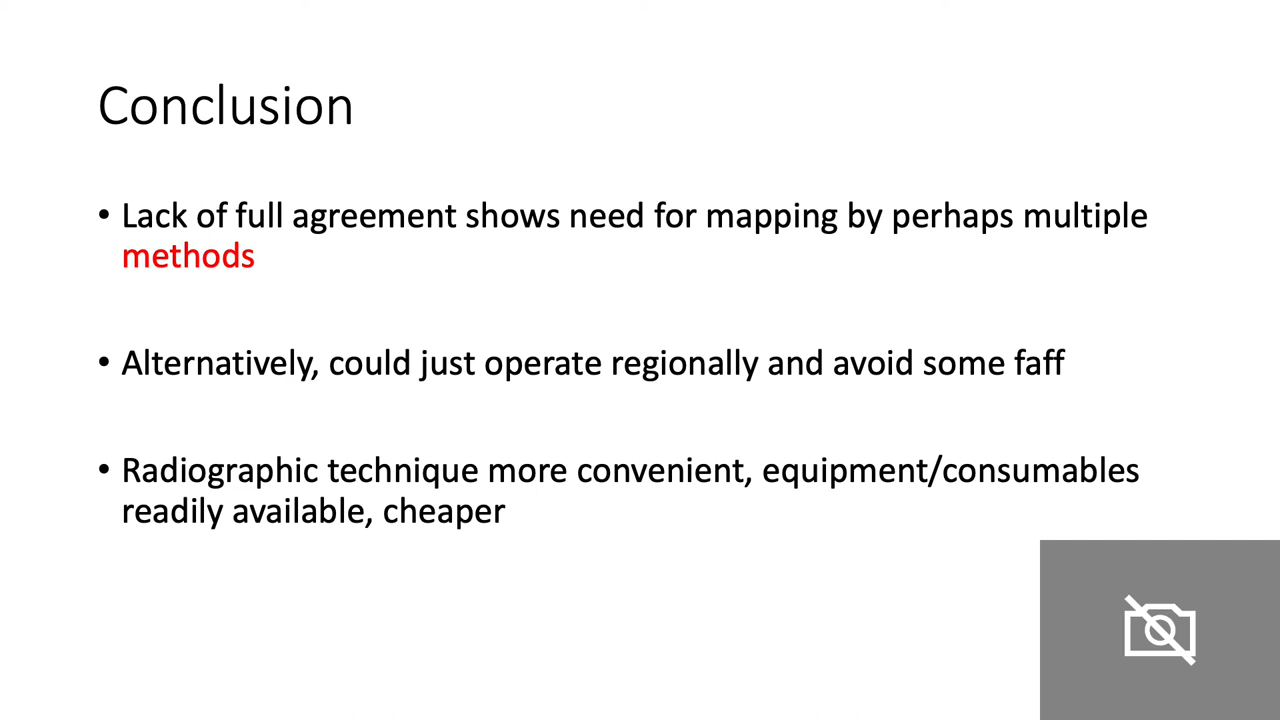 Conclusion
• Lack of full agreement shows need for mapping by perhaps multiple
methods
• Alternatively, could just operate regionally and avoid some faff
• Radiographic technique more convenient, equipment/consumables
readily available, cheaper